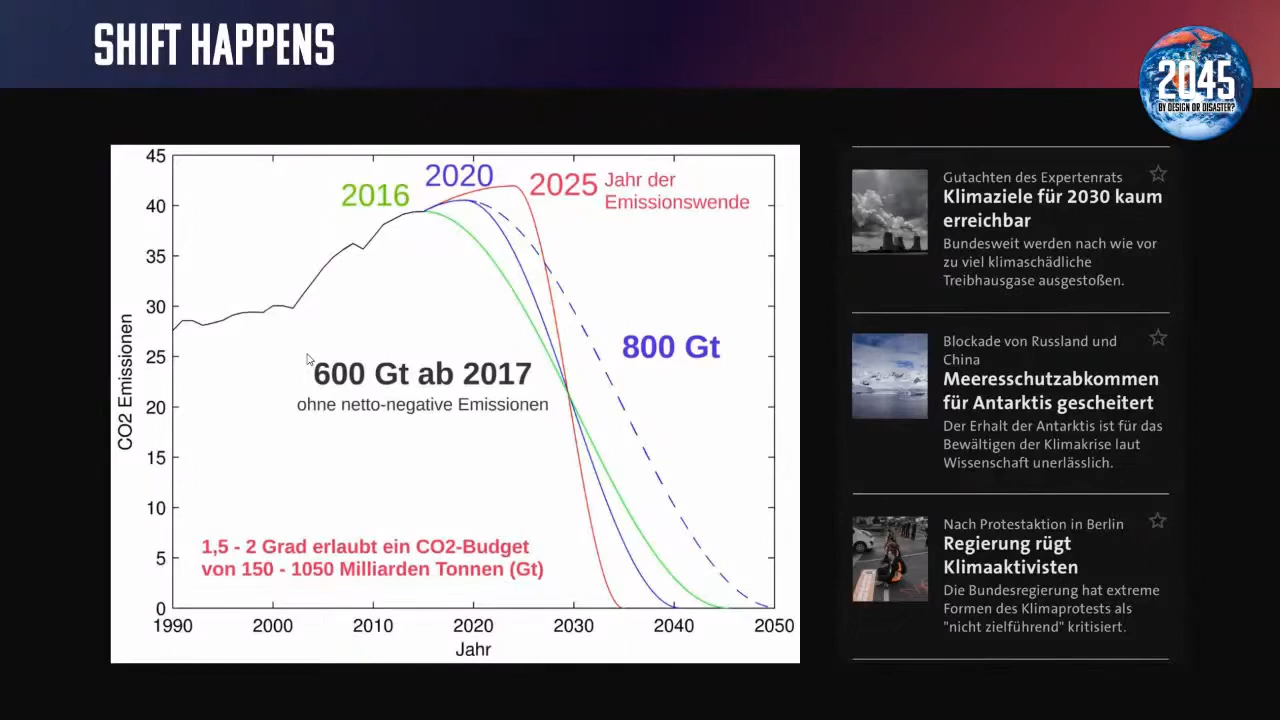 SHIFT HAPPENS
2045
BY DESIGN OR DISASTER?
45
40
35
30
25
20
15
10
5
0
CO2 Emissionen
1990
2000
2010
2020
2030
2040
2050
Jahr
2016
2020
2025
Jahr der
Emissionswende
800 Gt
600 Gt ab 2017
ohne netto-negative Emissionen
1,5 - 2 Grad erlaubt ein CO2-Budget
von 150 - 1050 Milliarden Tonnen (Gt)
Gutachten des Expertenrats
Klimaziele für 2030 kaum
erreichbar
Bundesweit werden nach wie vor
zu viel klimaschädliche
Treibhausgase ausgestoßen.
Blockade von Russland und
China
Meeresschutzabkommen
für Antarktis gescheitert
Der Erhalt der Antarktis ist für das
Bewältigen der Klimakrise laut
Wissenschaft unerlässlich.
Nach Protestaktion in Berlin
Regierung rügt
Klimaaktivisten
Die Bundesregierung hat extreme
Formen des Klimaprotests als
"nicht zielführend" kritisiert.